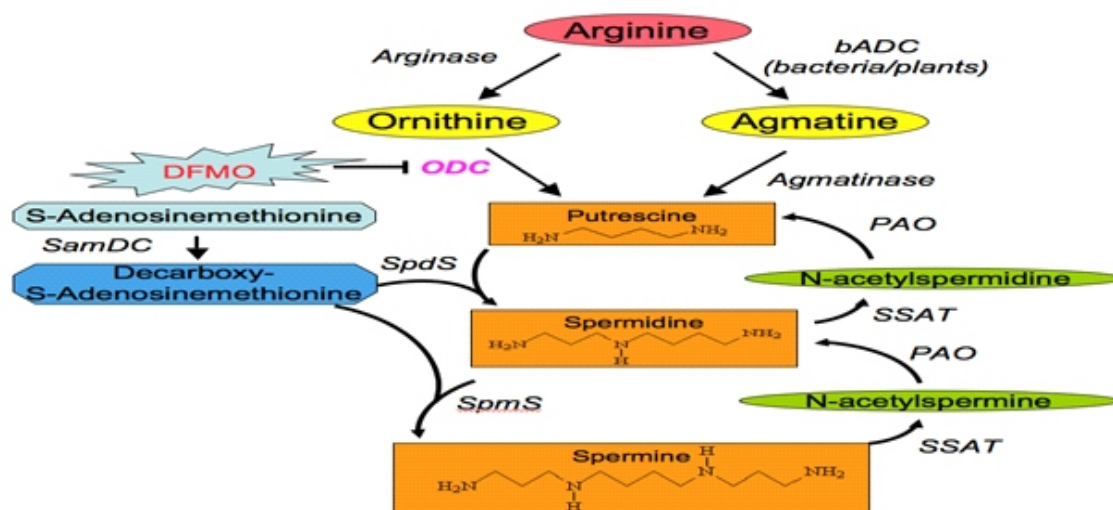 Arginine
Arginase
bADC
(bacteria/plants)
Ornithine
Agmatine
DFMO
ODC
Agmatinase
S-Adenosinemethionine
Putrescine
H₂N
NH₂
PAO
SamDC
Decarboxy-
S-Adenosinemethionine
SpdS
N-acetylspermidine
Spermidine
H₂N
N
H
NH₂
SSAT
PAO
SpmS
N-acetylspermine
SSAT
Spermine
H
N
H₂N
N
H
NH₂